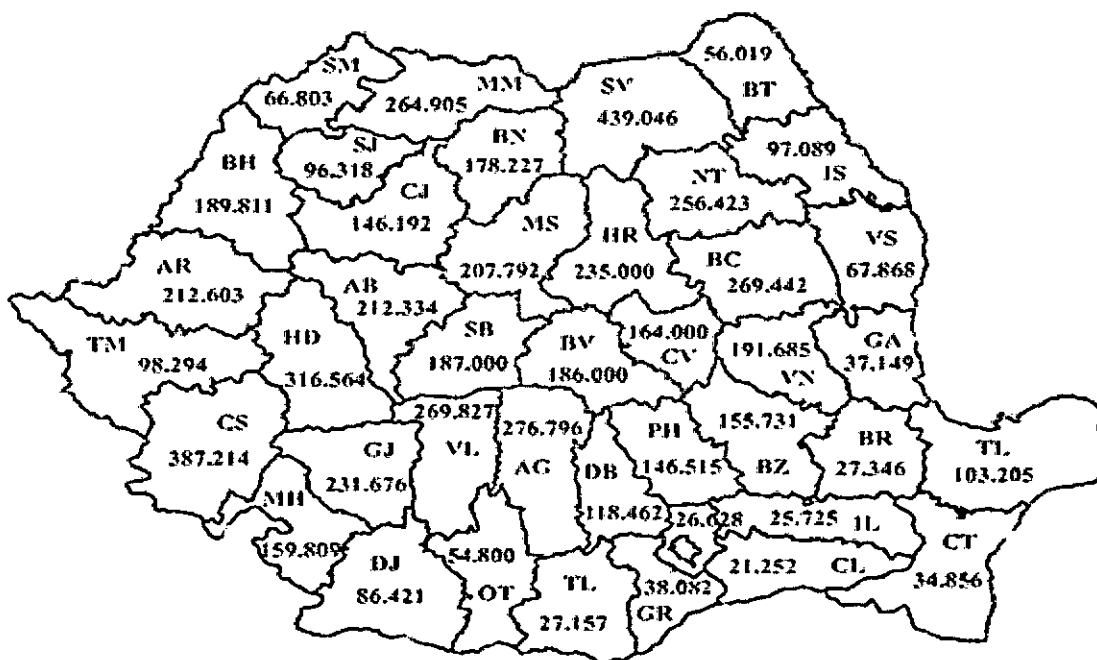 56.019
BT
SM
66.803
MM
264.905
SV
439.046
BN
178.227
SJ
96.318
97.089
IS
BH
189.811
CJ
146.192
NT
256.423
MS
207.792
HR
235.000
VS
67.868
BC
269.442
AR
212.603
AB
212.334
TM
98.294
HD
316.564
SB
187.000
BV
186.000
164.000
CV
191.685
VN
GA
37.149
CS
387.214
269.827
VL
276.796
AG
PH
146.515
155.731
BZ
BR
27.346
TL
103.205
GJ
231.676
DB
118.462
MH
159.809
26.628
25.725
IL
CT
34.856
DJ
86.421
54.800
OT
TL
27.157
38.082
GR
21.252
CL